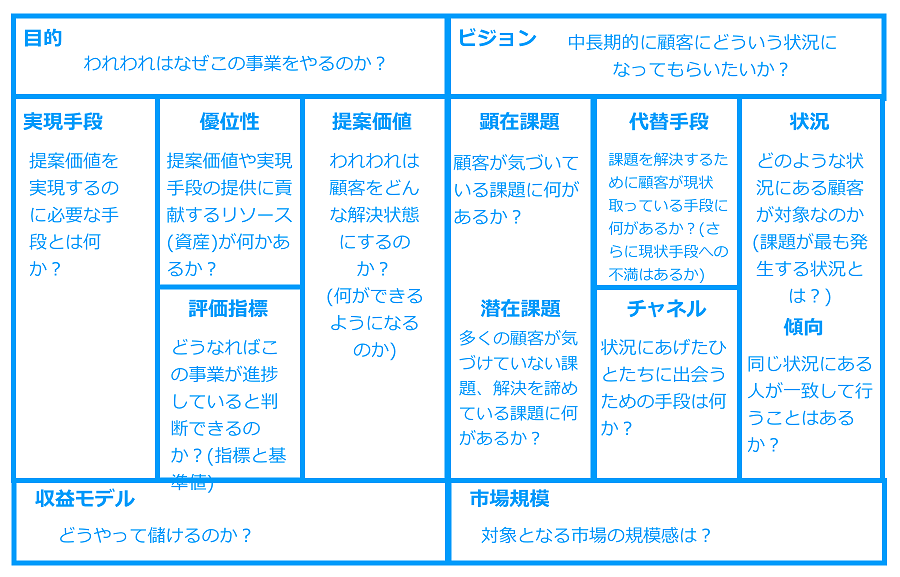 目的
われわれはなぜこの事業をやるのか？
ビジョン
中長期的に顧客にどういう状況に
なってもらいたいか？
実現手段
提案価値を
実現するの
に必要な手
段とは何
か？
優位性
提案価値や実現
手段の提供に貢
献するリソース
(資産)が何かあ
るか？
評価指標
どうなればこ
の事業が進捗
していると判
断できるの
か？(指標と基
準値)
提案価値
われわれは
顧客をどん
な解決状態
にするの
か？
(何ができる
ようになる
のか)
顕在課題
顧客が気づいて
いる課題に何が
あるか？
潜在課題
多くの顧客が気
づけていない課
題、解決を諦め
ている課題に何
があるか？
代替手段
課題を解決するた
めに顧客が現状
取っている手段に
何があるか？(さ
らに現状手段への
不満はあるか)
チャネル
状況にあげたひ
とたちに出会う
ための手段は何
か？
状況
どのような状
況にある顧客
が対象なのか
(課題が最も発
生する状況と
は？)
傾向
同じ状況にある
人が一致して行
うことはある
か？
収益モデル
どうやって儲けるのか？
市場規模
対象となる市場の規模感は？